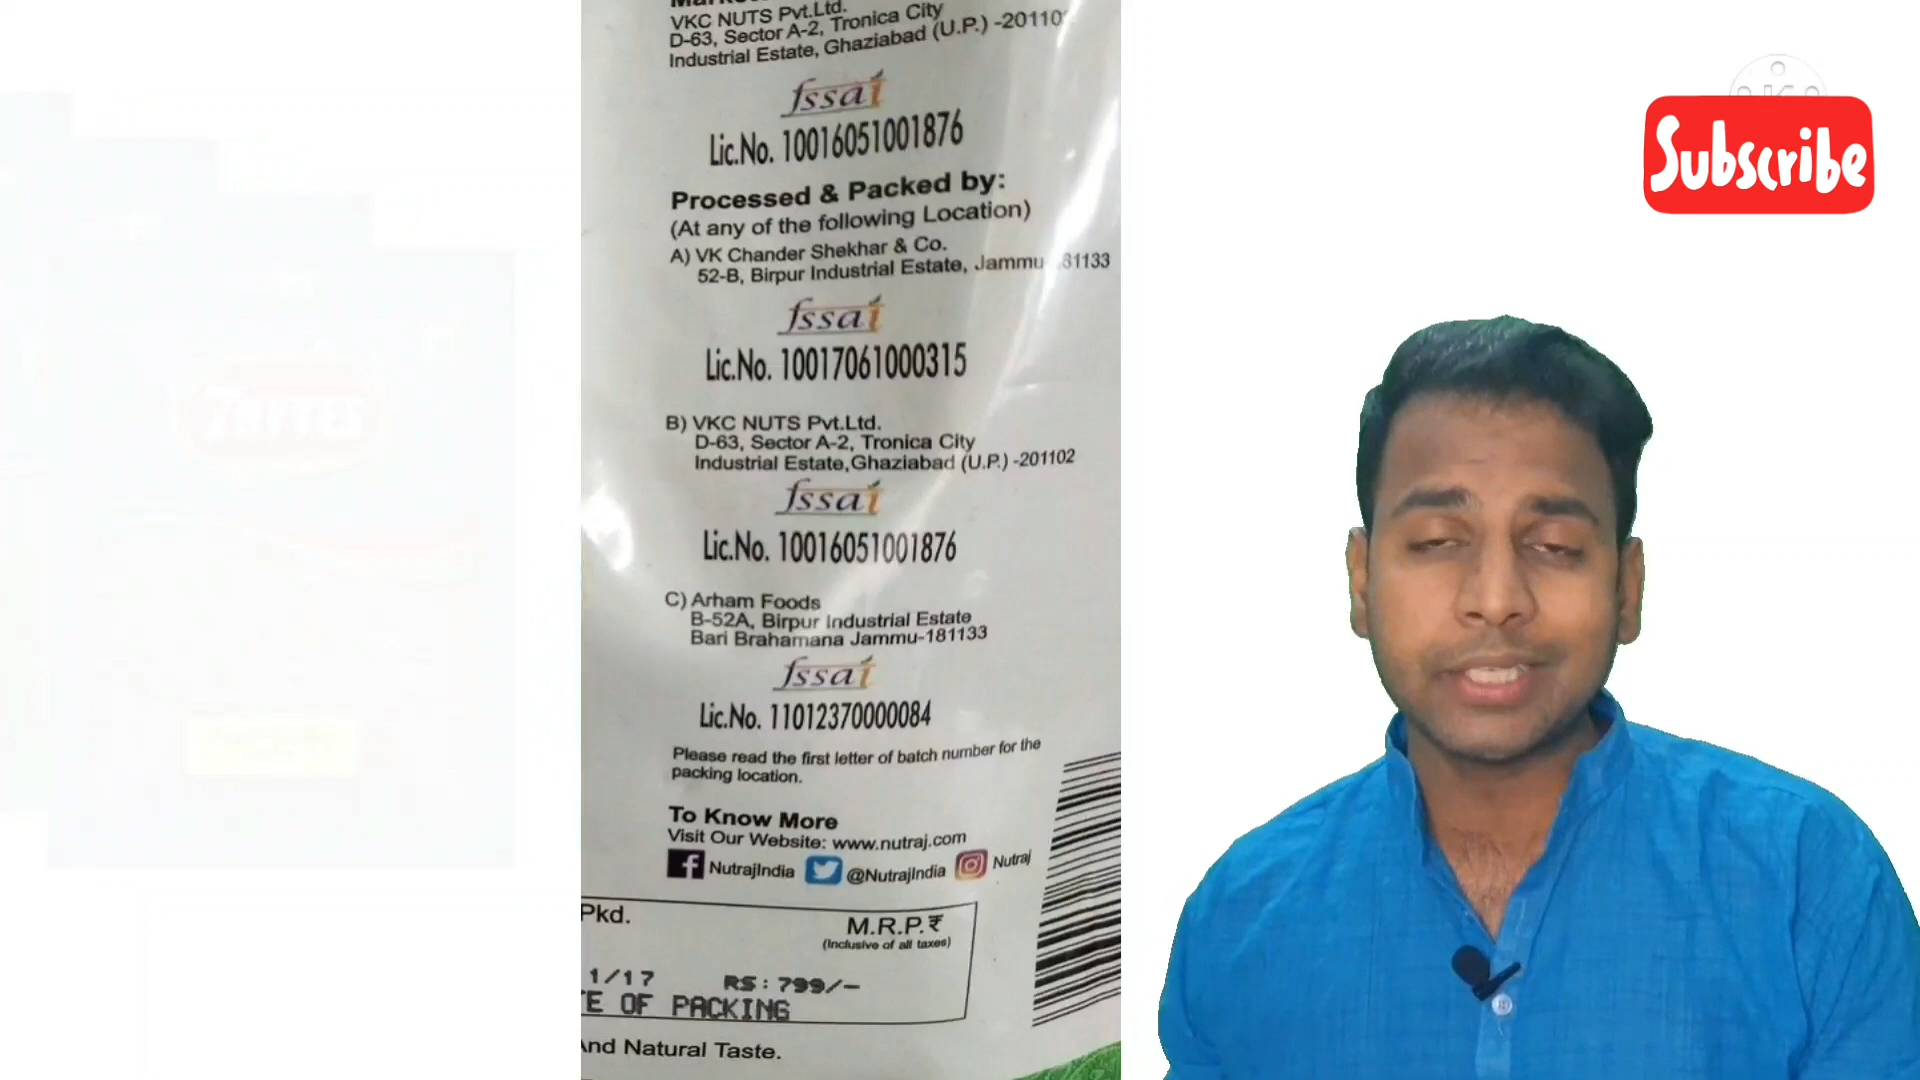 VKC NUTS Pvt.Ltd.
D-63, Sector A-2, Tronica City
Industrial Estate, Ghaziabad (U.P.) -20110
fssai
Lic.No. 10016051001876
Processed & Packed by:
(At any of the following Location)
A) VK Chander Shekhar & Co.
52-B, Birpur Industrial Estate, Jammu 81133
fssai
Lic.No. 10017061000315
B) VKC NUTS Pvt.Ltd.
D-63, Sector A-2, Tronica City
Industrial Estate,Ghaziabad (U.P.) -201102
fssai
Lic.No. 10016051001876
C) Arham Foods
B-52A, Birpur Industrial Estate
Bari Brahamana Jammu-181133
fssai
Lic.No. 11012370000084
Please read the first letter of batch number for the
packing location.
To Know More
Visit Our Website: www.nutraj.com
NutrajIndia @NutrajIndia Nutraj
Pkd.
M.R.P.₹
(Inclusive of all taxes)
1/17 RS: 799/-
E OF PACKING
And Natural Taste.
Subscribe